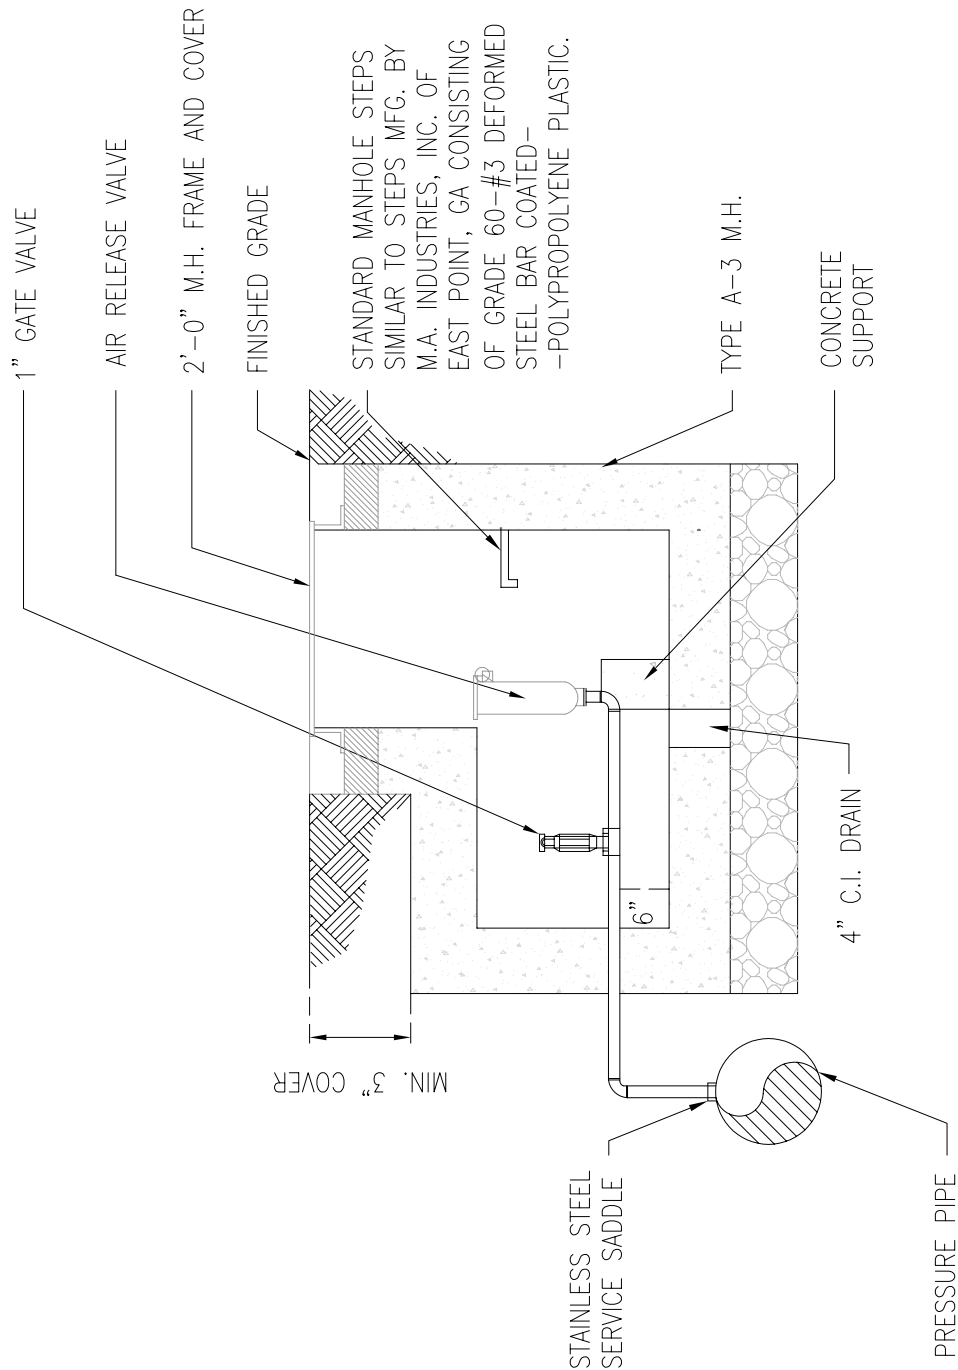 1" GATE VALVE
AIR RELEASE VALVE
2'-0" M.H. FRAME AND COVER
FINISHED GRADE
STANDARD MANHOLE STEPS
SIMILAR TO STEPS MFG. BY
M.A. INDUSTRIES, INC. OF
EAST POINT, GA CONSISTING
OF GRADE 60-#3 DEFORMED
STEEL BAR COATED-
-POLYPROPOLYENE PLASTIC.
TYPE A-3 M.H.
CONCRETE
SUPPORT
4" C.I. DRAIN
6"
MIN. 3" COVER
STAINLESS STEEL
SERVICE SADDLE
PRESSURE PIPE